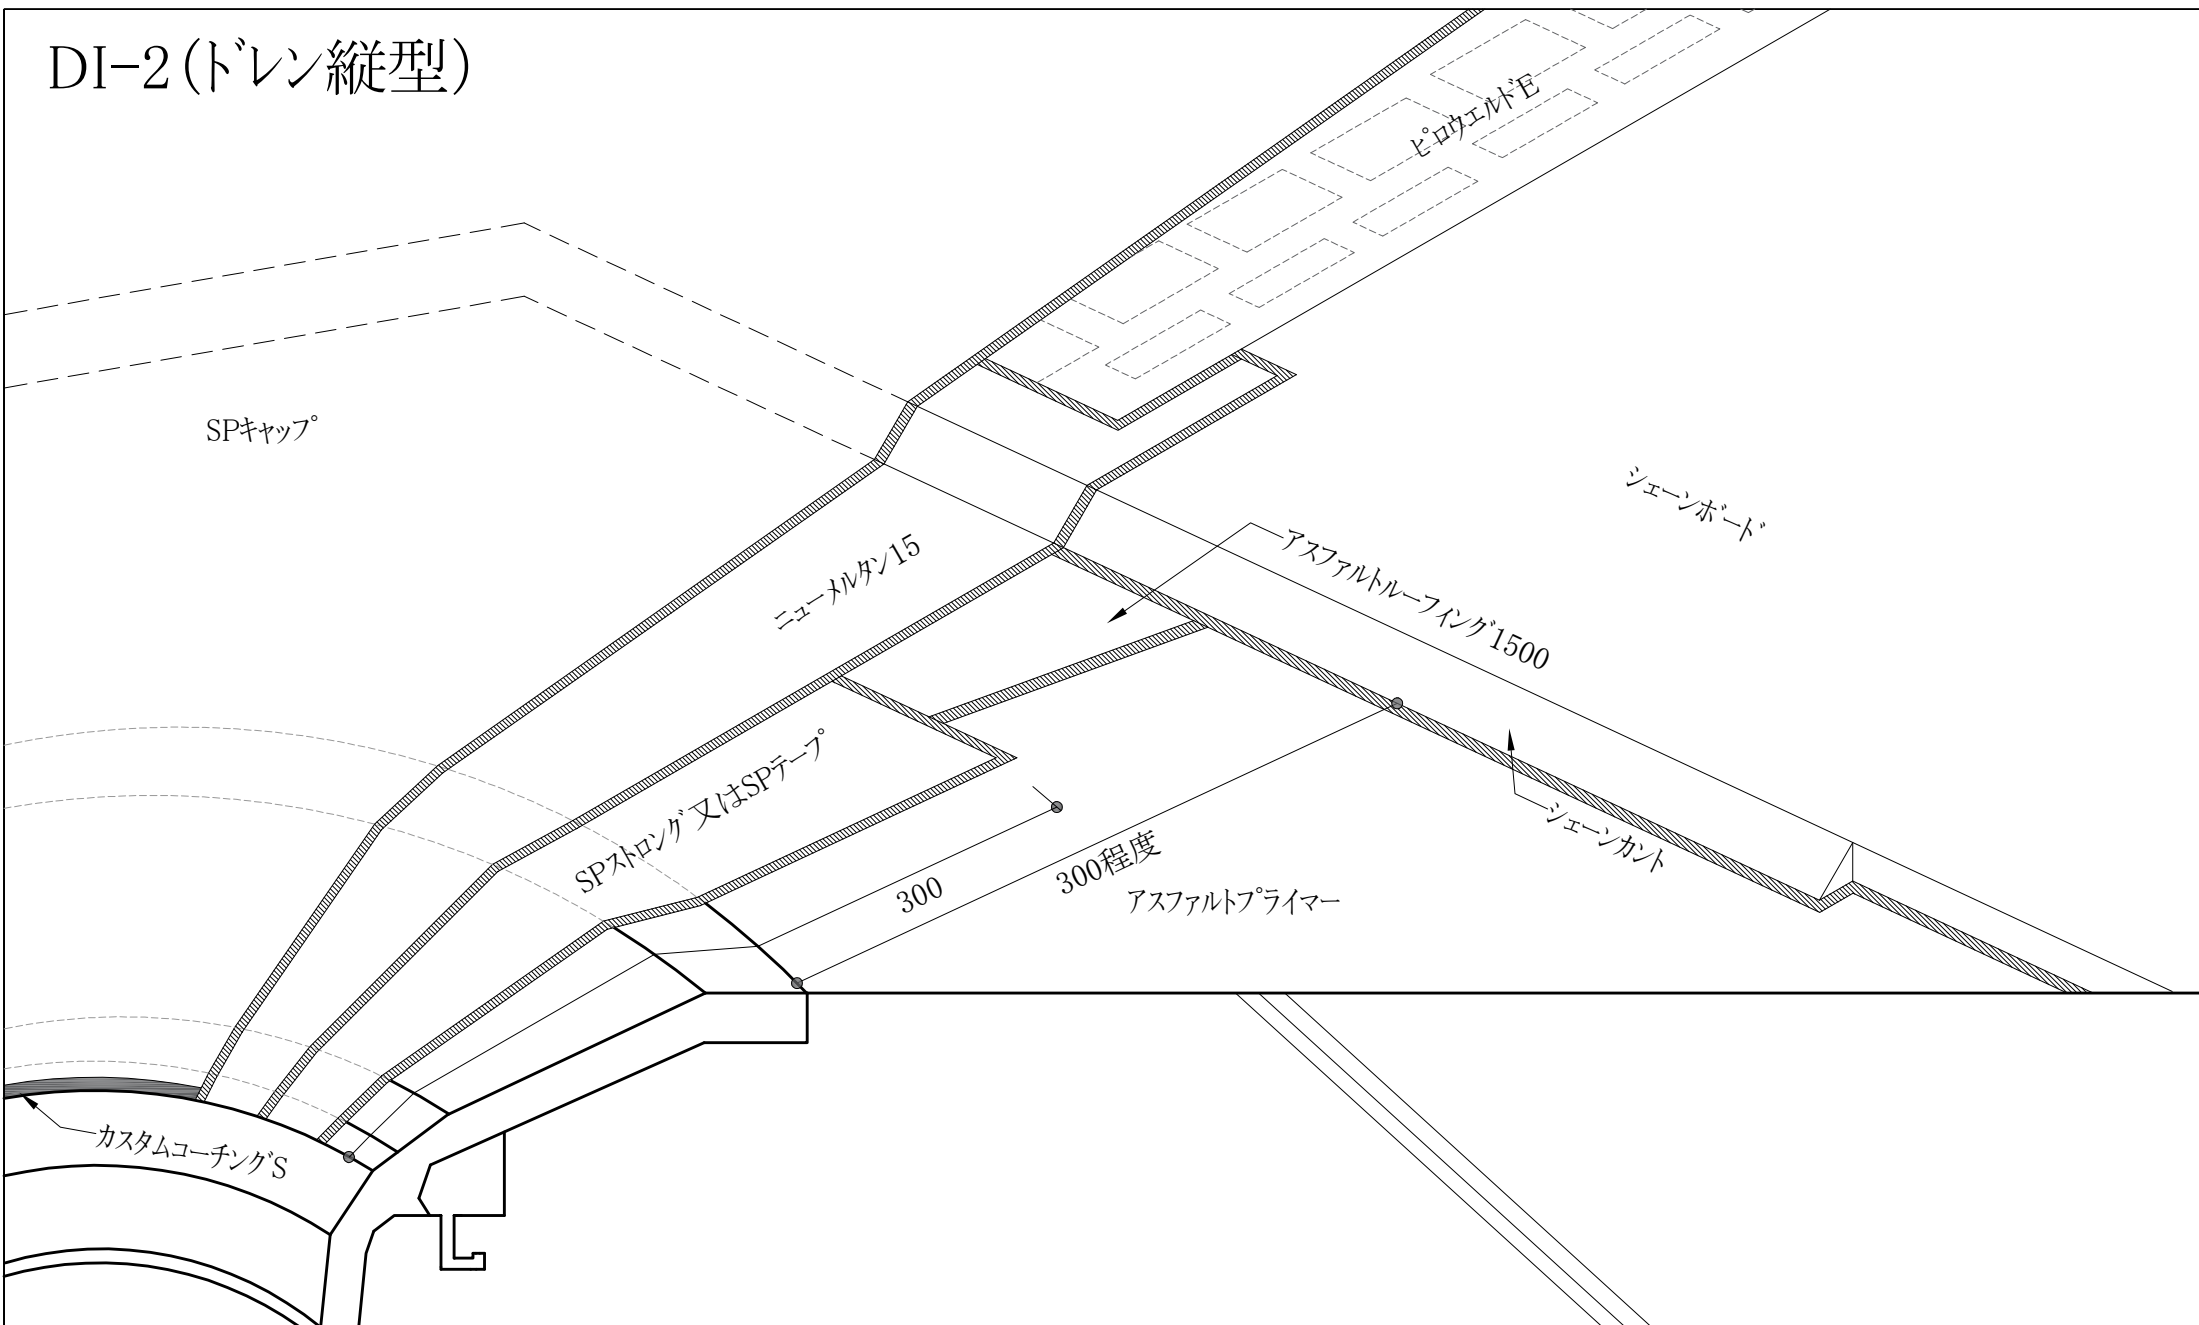 DI-2(ドレン縦型)
ピロウエルドE
SPキャップ
シェーンボード
ニューメルタン15
アスファルトルーフィング1500
SPストロング又はSPテープ
シェーンカント
300程度
300
アスファルトプライマー
カスタムコーチングS